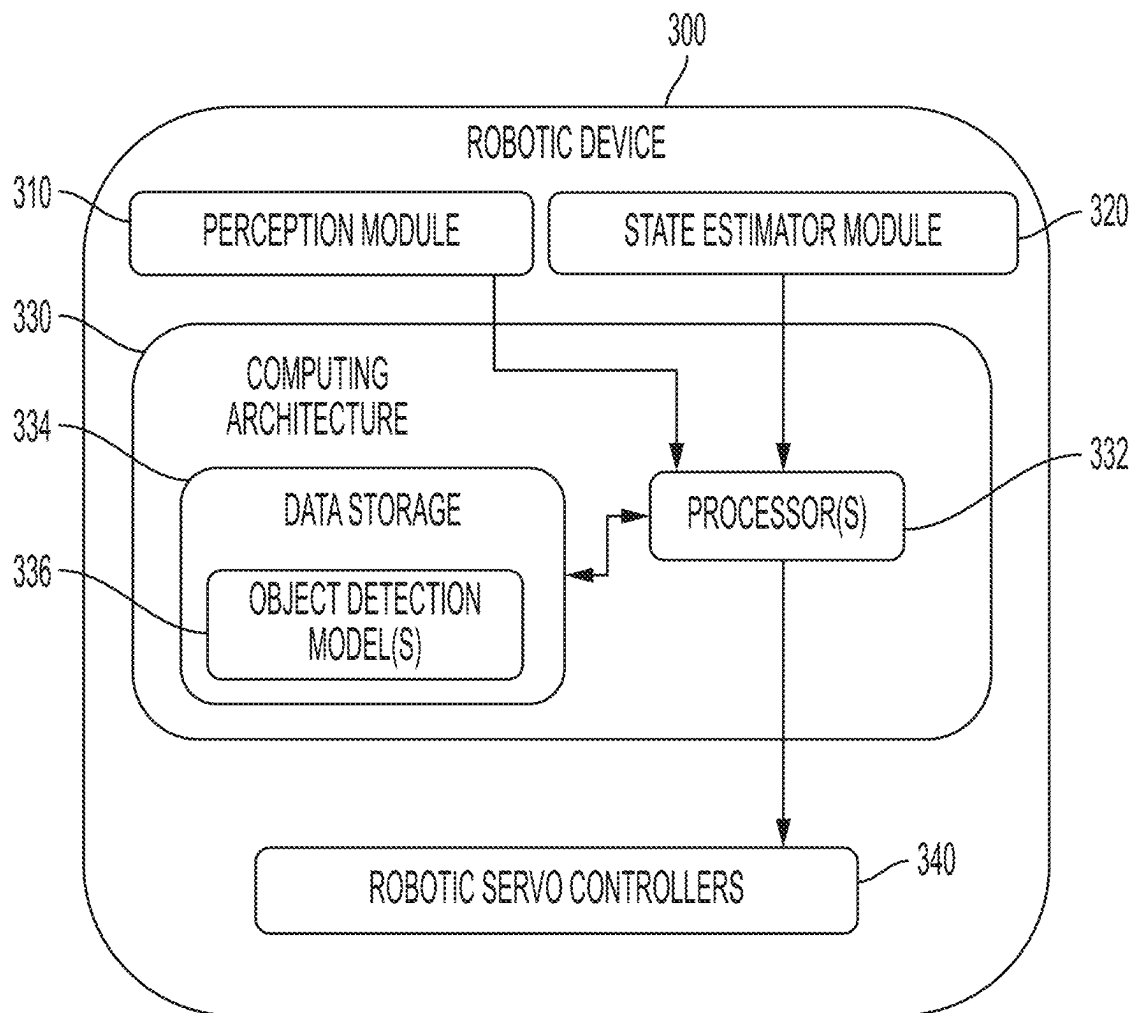 300
ROBOTIC DEVICE
310
PERCEPTION MODULE
STATE ESTIMATOR MODULE
320
330
COMPUTING
ARCHITECTURE
334
DATA STORAGE
PROCESSOR(S)
332
336
OBJECT DETECTION
MODEL(S)
ROBOTIC SERVO CONTROLLERS
340